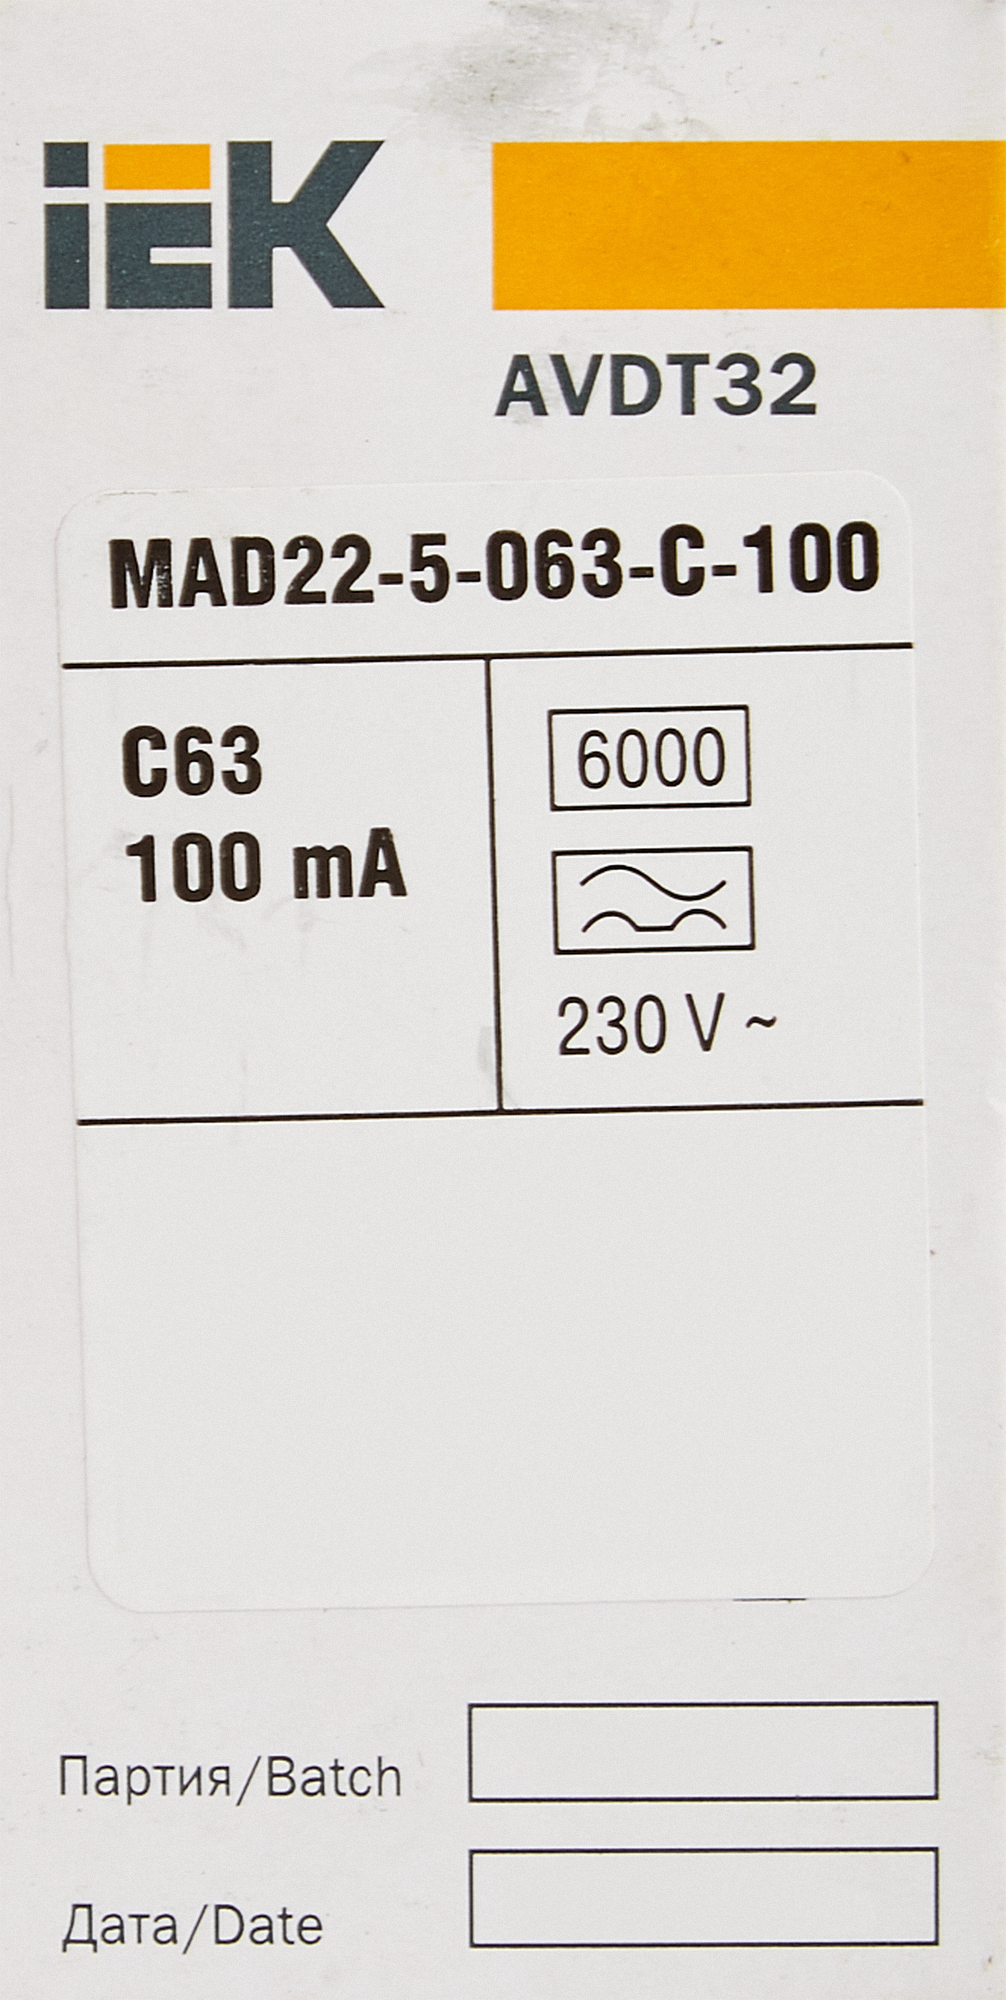 IEK
AVDT32
MAD22-5-063-C-100
C63
100 mA
6000
230 V ~
Партия/Batch
Дата/Date